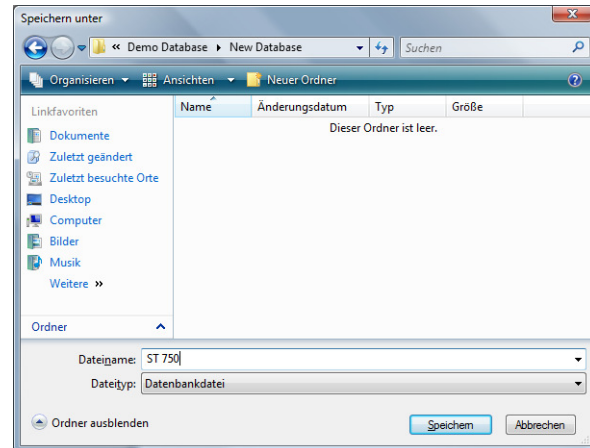 Speichern unter
« Demo Database ▸ New Database Suchen
Organisieren Ansichten Neuer Ordner
Linkfavoriten Name Änderungsdatum Typ Größe
Dieser Ordner ist leer.
Dokumente
Zuletzt geändert
Zuletzt besuchte Orte
Desktop
Computer
Bilder
Musik
Weitere »
Ordner
Dateiname: ST 750
Dateityp: Datenbankdatei
Ordner ausblenden Speichern Abbrechen